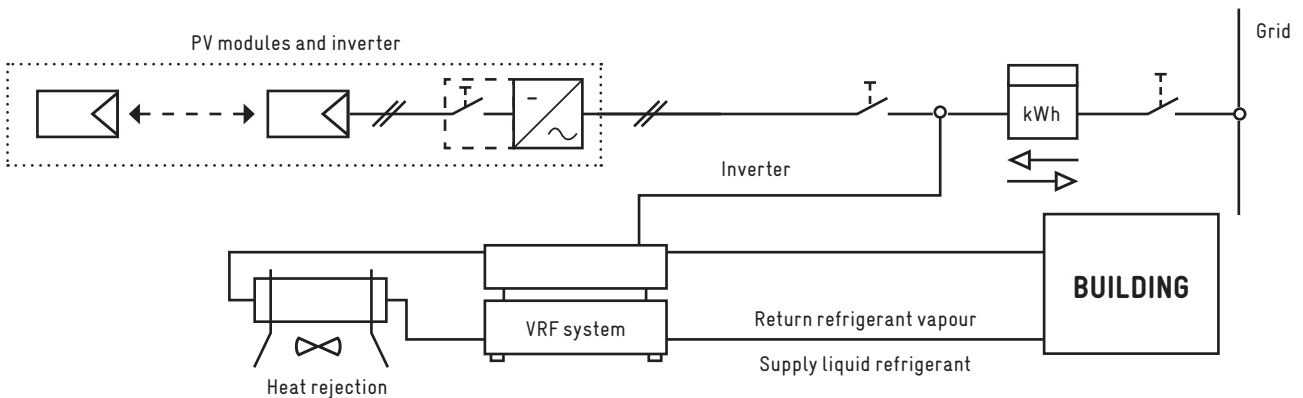 Grid
PV modules and inverter
kWh
Inverter
BUILDING
VRF system
Return refrigerant vapour
Supply liquid refrigerant
Heat rejection